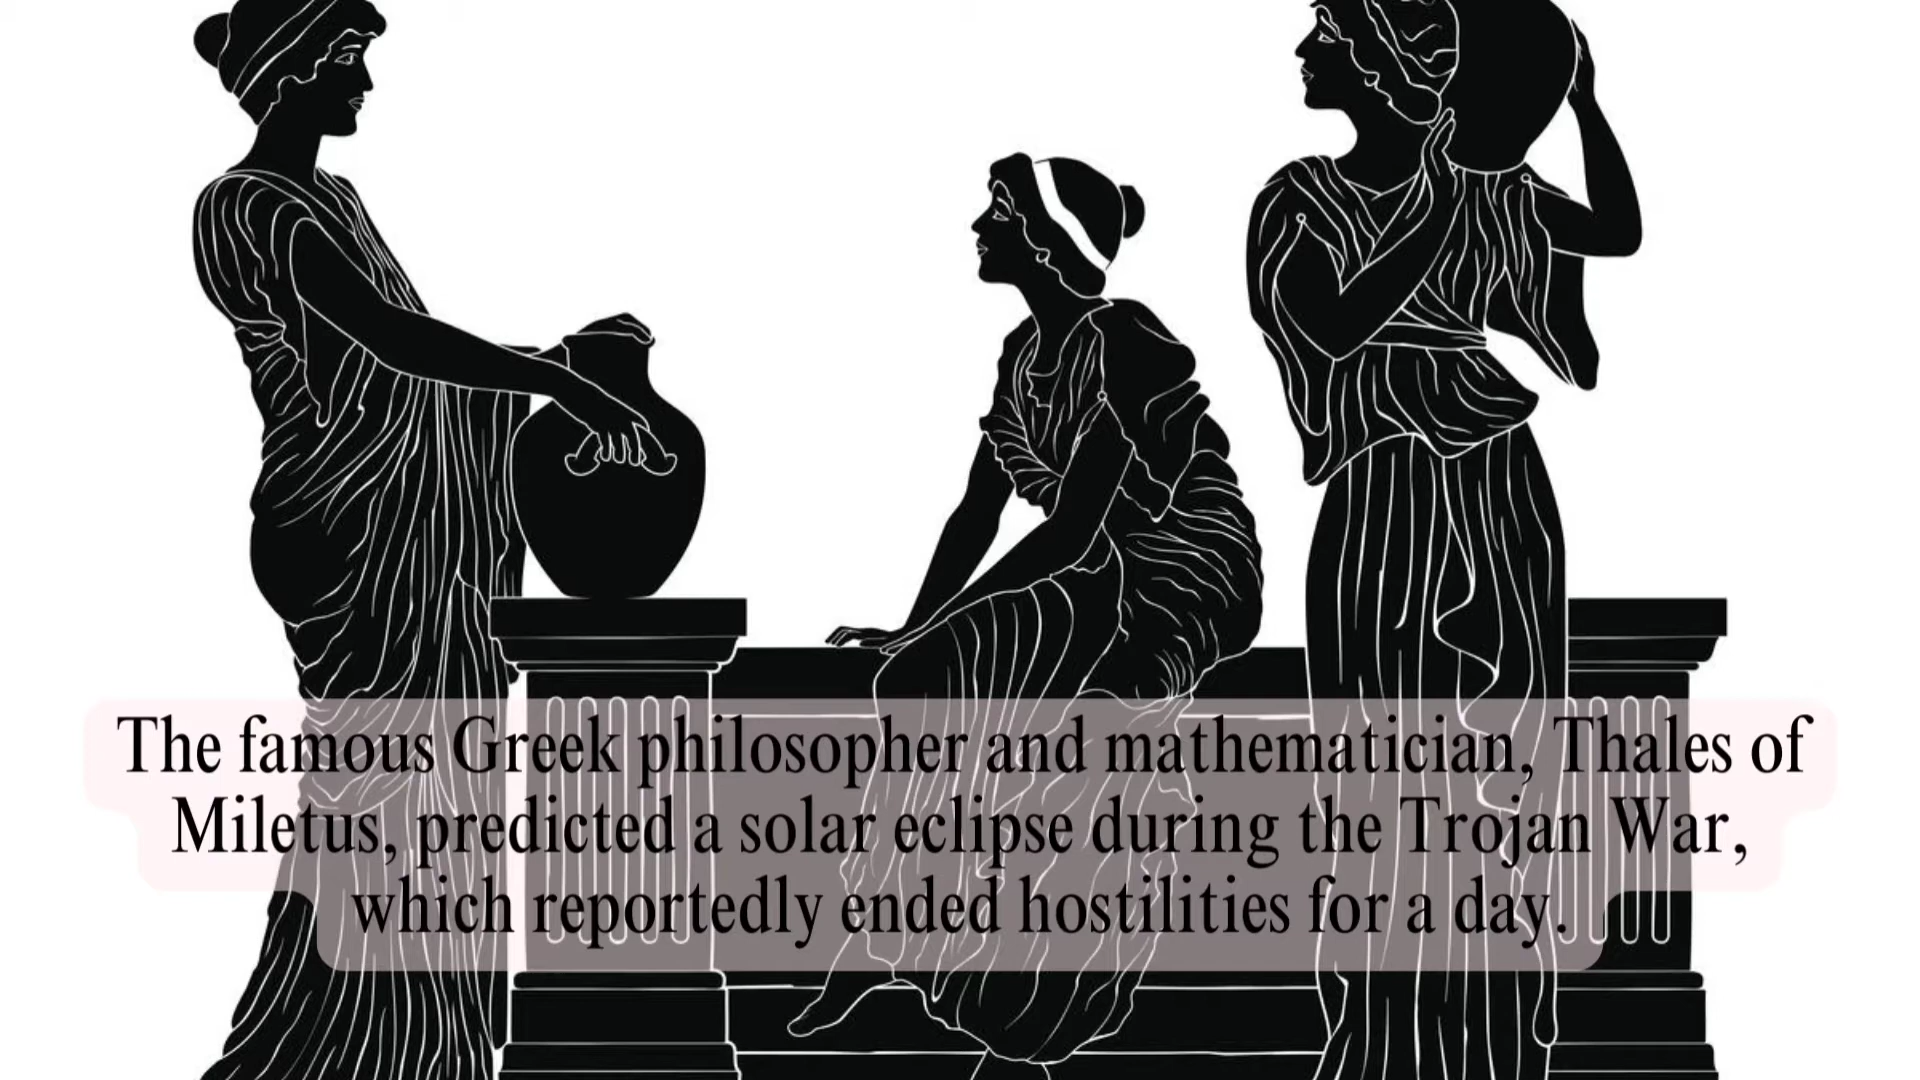 The famous Greek philosopher and mathematician, Thales of
Miletus, predicted a solar eclipse during the Trojan War,
which reportedly ended hostilities for a day.